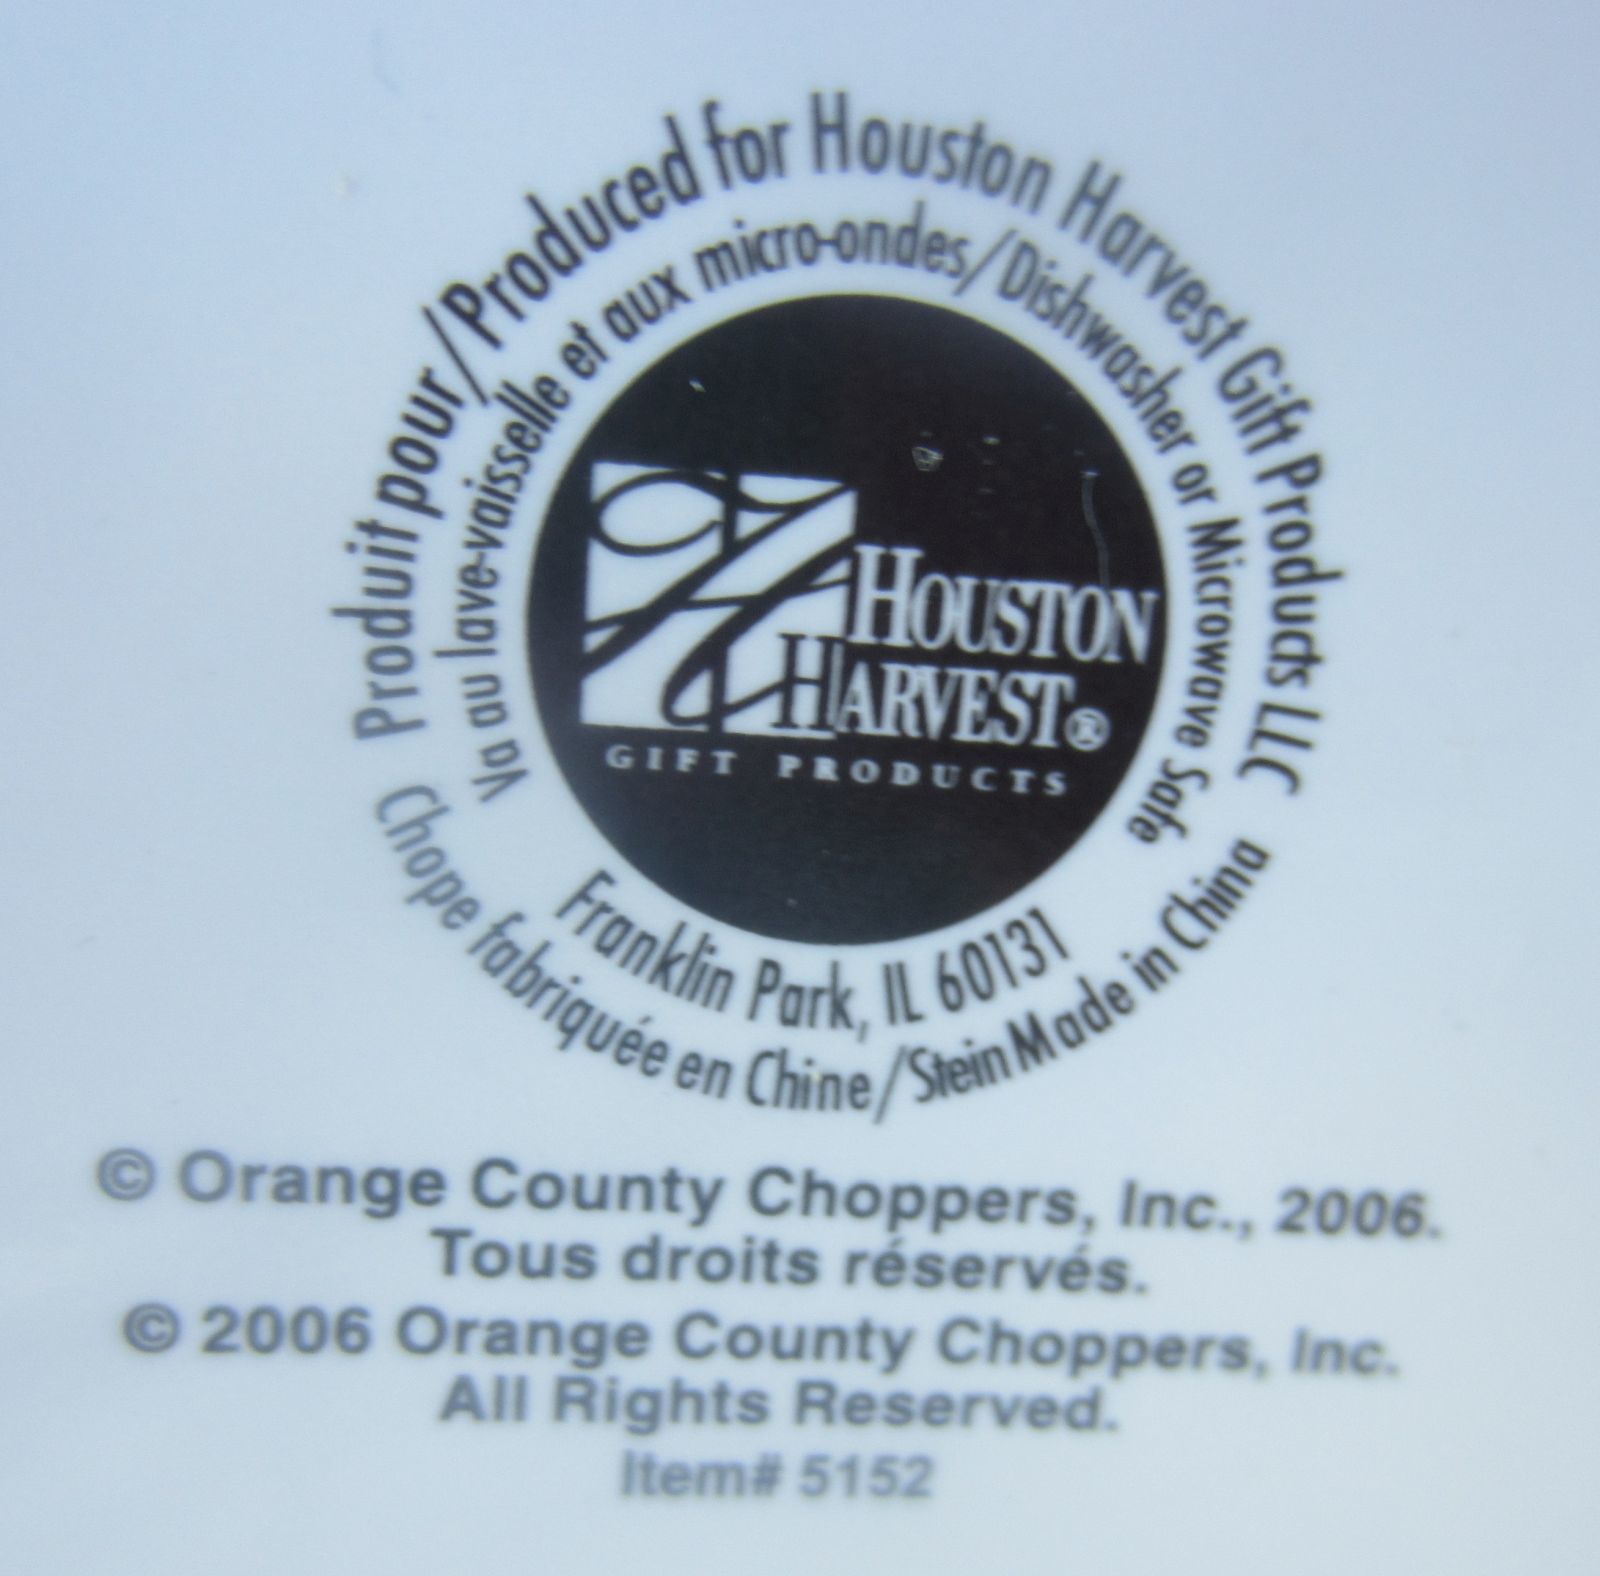 Produit pour/Produced for Houston Harvest Gift Products LLC
Va au lave-vaisselle et aux micro-ondes/Dishwasher or Microwave Safe
HOUSTON
HARVEST®
GIFT PRODUCTS
Franklin Park, IL 60131
Chope fabriquée en Chine/Stein Made in China
© Orange County Choppers, Inc., 2006.
Tous droits réservés.
© 2006 Orange County Choppers, Inc.
All Rights Reserved.
Item# 5152